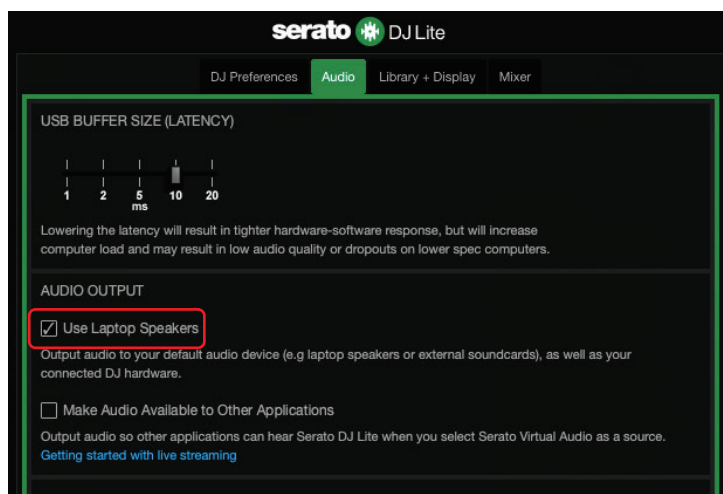 serato DJ Lite
DJ Preferences Audio Library + Display Mixer
USB BUFFER SIZE (LATENCY)
1 2 5 10 20
ms
Lowering the latency will result in tighter hardware-software response, but will increase
computer load and may result in low audio quality or dropouts on lower spec computers.
AUDIO OUTPUT
Use Laptop Speakers
Output audio to your default audio device (e.g laptop speakers or external soundcards), as well as your
connected DJ hardware.
Make Audio Available to Other Applications
Output audio so other applications can hear Serato DJ Lite when you select Serato Virtual Audio as a source.
Getting started with live streaming